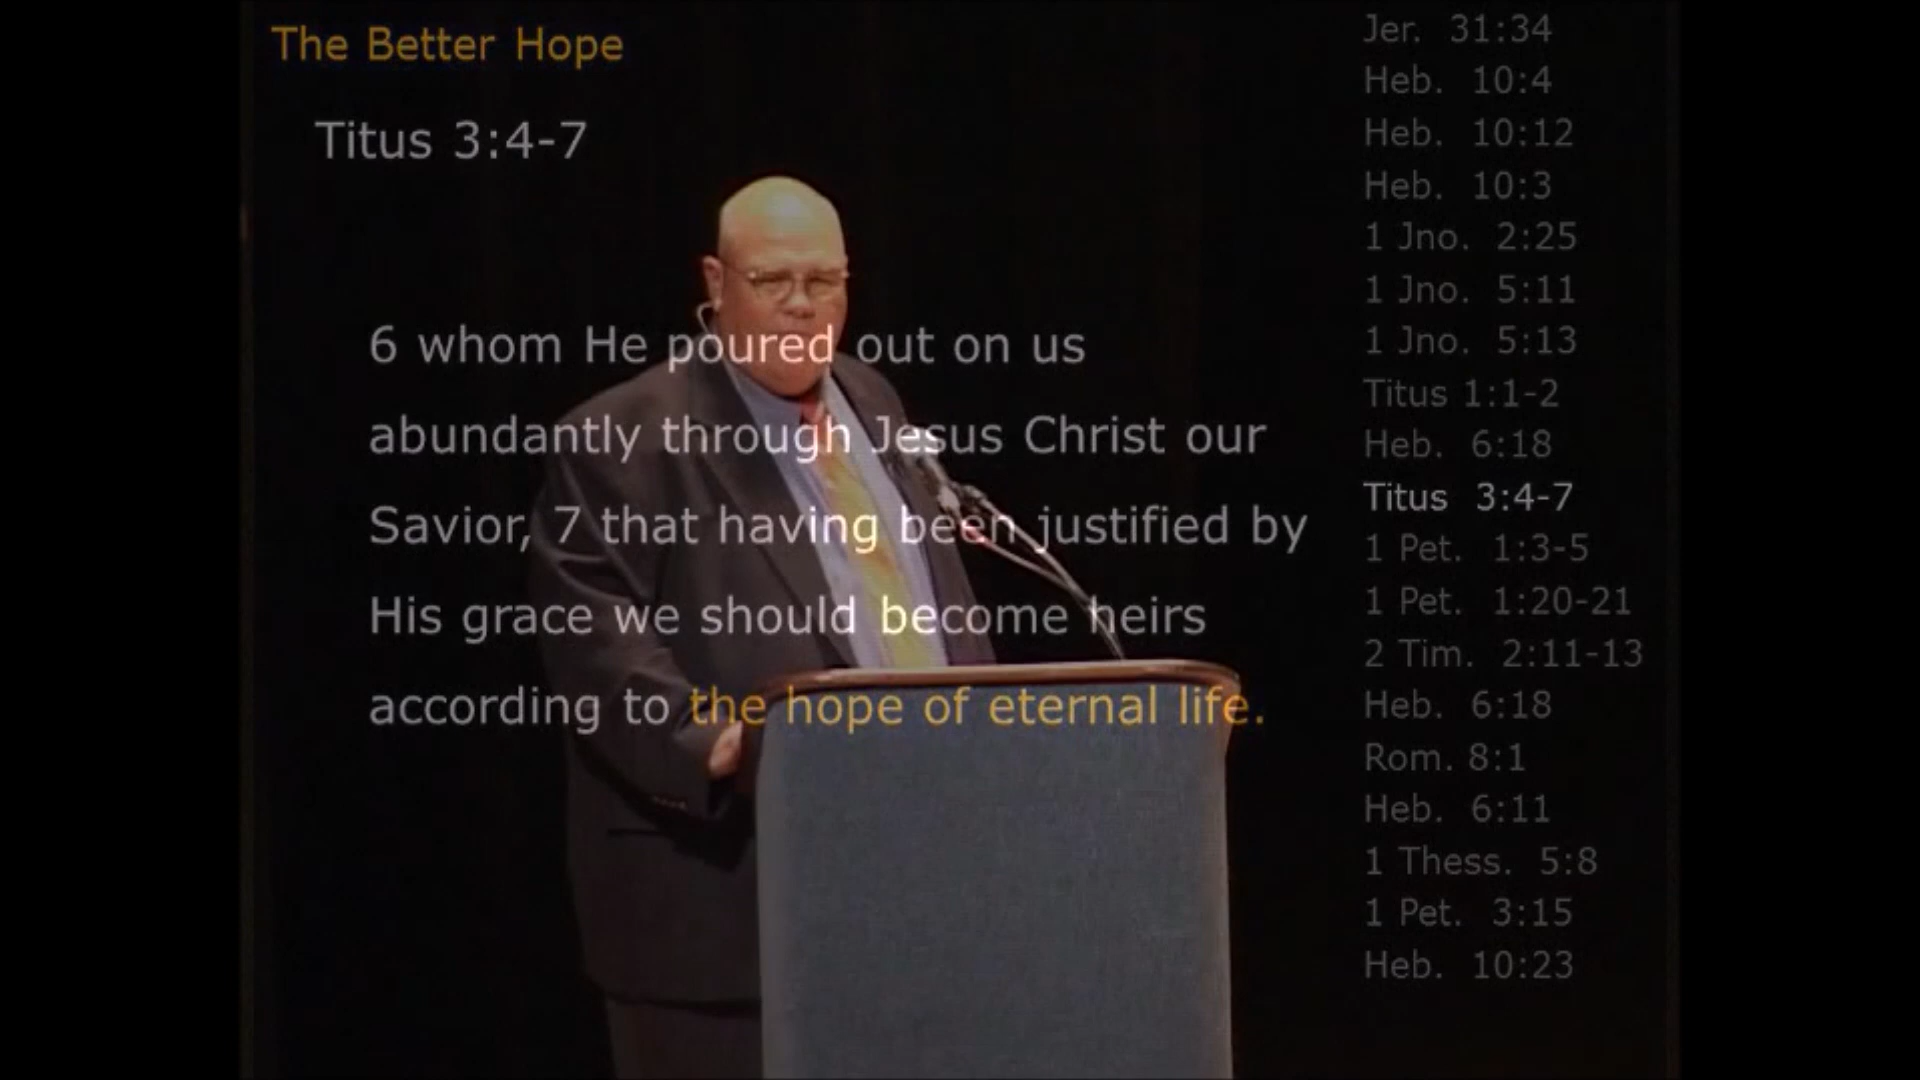 The Better Hope
Titus 3:4-7
6 whom He poured out on us
abundantly through Jesus Christ our
Savior, 7 that having been justified by
His grace we should become heirs
according to the hope of eternal life.
Jer. 31:34
Heb. 10:4
Heb. 10:12
Heb. 10:3
1 Jno. 2:25
1 Jno. 5:11
1 Jno. 5:13
Titus 1:1-2
Heb. 6:18
Titus 3:4-7
1 Pet. 1:3-5
1 Pet. 1:20-21
2 Tim. 2:11-13
Heb. 6:18
Rom. 8:1
Heb. 6:11
1 Thess. 5:8
1 Pet. 3:15
Heb. 10:23